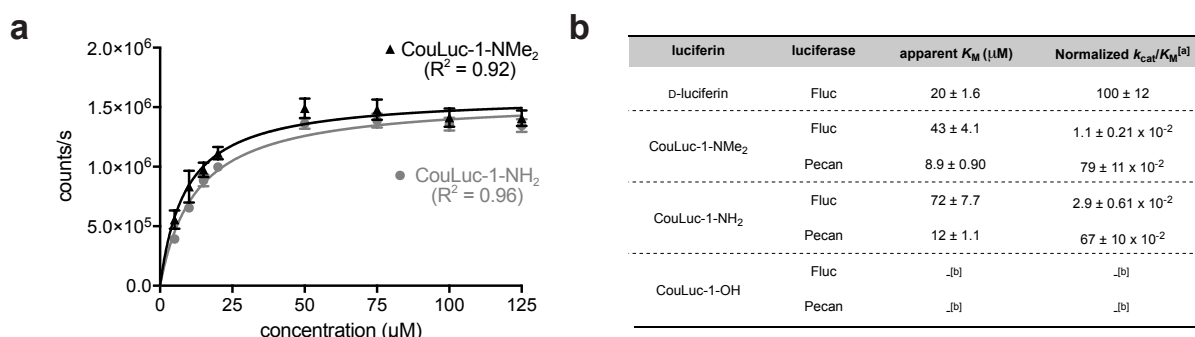 a
2.0×10⁶
1.5×10⁶
1.0×10⁶
5.0×10⁵
0.0
counts/s
CouLuc-1-NMe₂
(R² = 0.92)
CouLuc-1-NH₂
(R² = 0.96)
0 25 50 75 100 125
concentration (µM)
b
luciferin luciferase apparent K_M (µM) Normalized k_cat/K_M[a]
D-luciferin Fluc 20 ± 1.6 100 ± 12
CouLuc-1-NMe₂
Fluc 43 ± 4.1 1.1 ± 0.21 x 10⁻²
Pecan 8.9 ± 0.90 79 ± 11 x 10⁻²
CouLuc-1-NH₂
Fluc 72 ± 7.7 2.9 ± 0.61 x 10⁻²
Pecan 12 ± 1.1 67 ± 10 x 10⁻²
CouLuc-1-OH
Fluc -[b] -[b]
Pecan -[b] -[b]